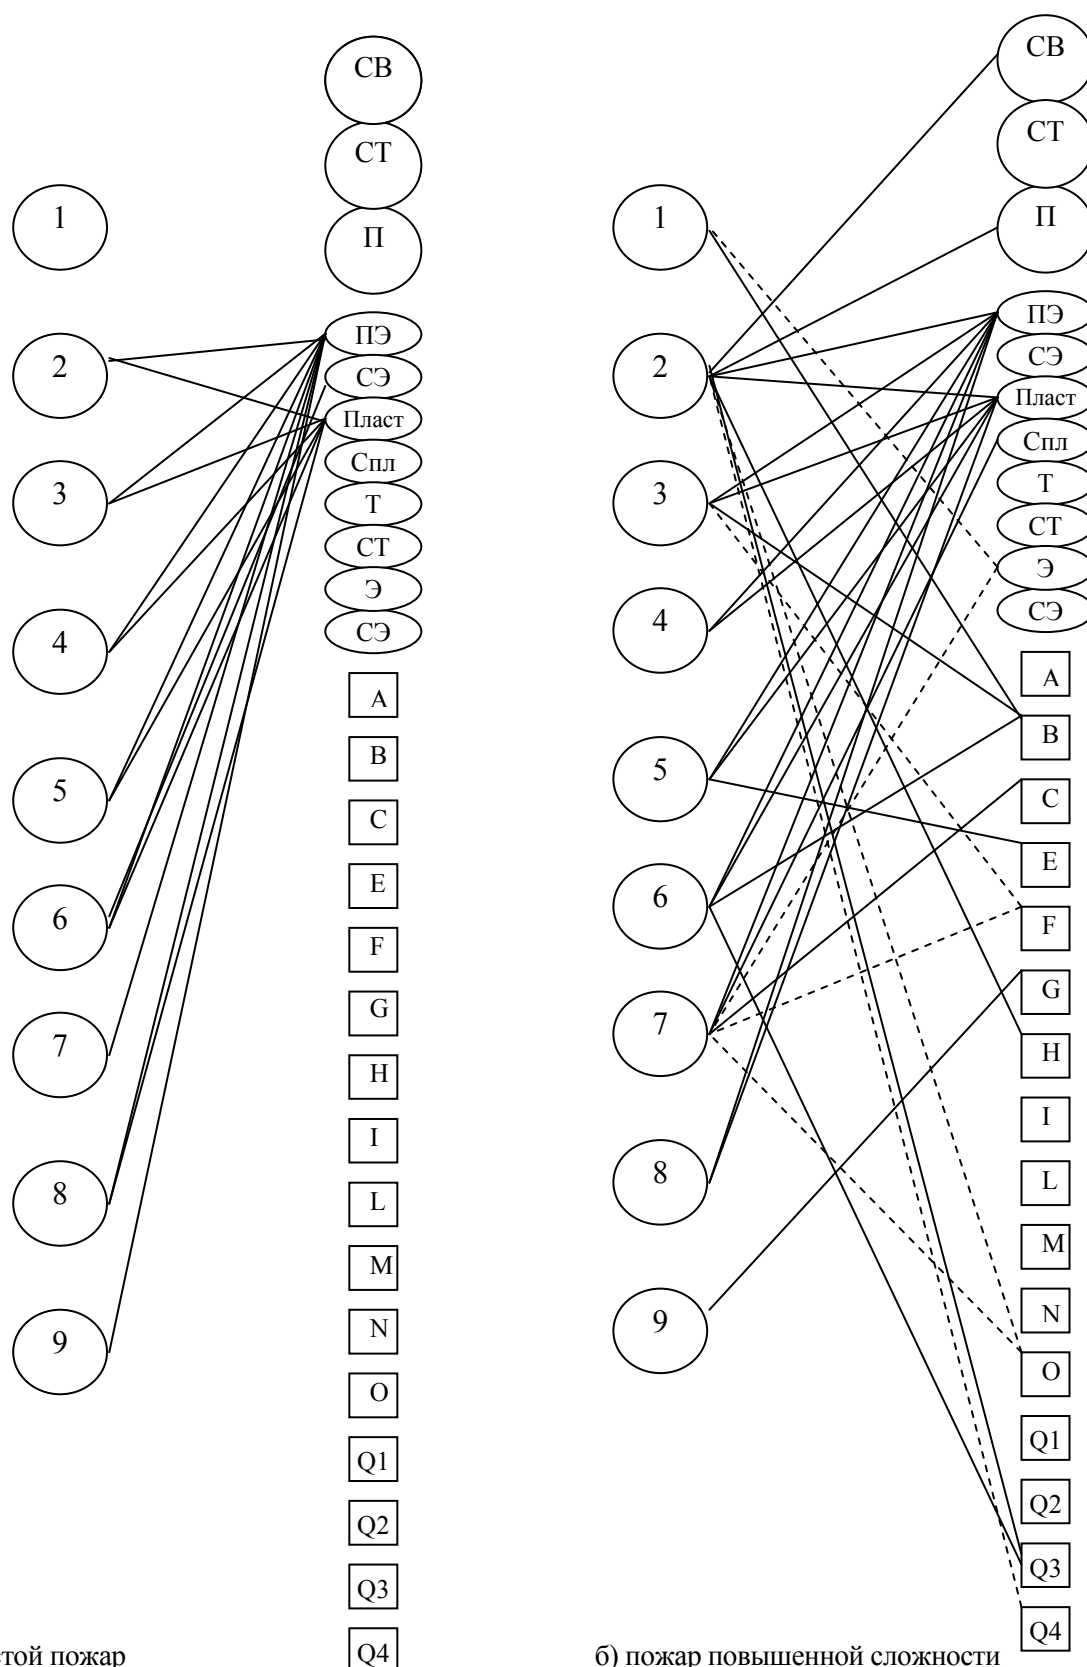 СВ
СТ
П
1
2
3
4
5
6
7
8
9
ПЭ
СЭ
Пласт
Спл
Т
СТ
Э
СЭ
A
B
C
E
F
G
H
I
L
M
N
O
Q1
Q2
Q3
Q4
стой пожар
СВ
СТ
П
1
2
3
4
5
6
7
8
9
ПЭ
СЭ
Пласт
Спл
Т
СТ
Э
СЭ
A
B
C
E
F
G
H
I
L
M
N
O
Q1
Q2
Q3
Q4
б) пожар повышенной сложности